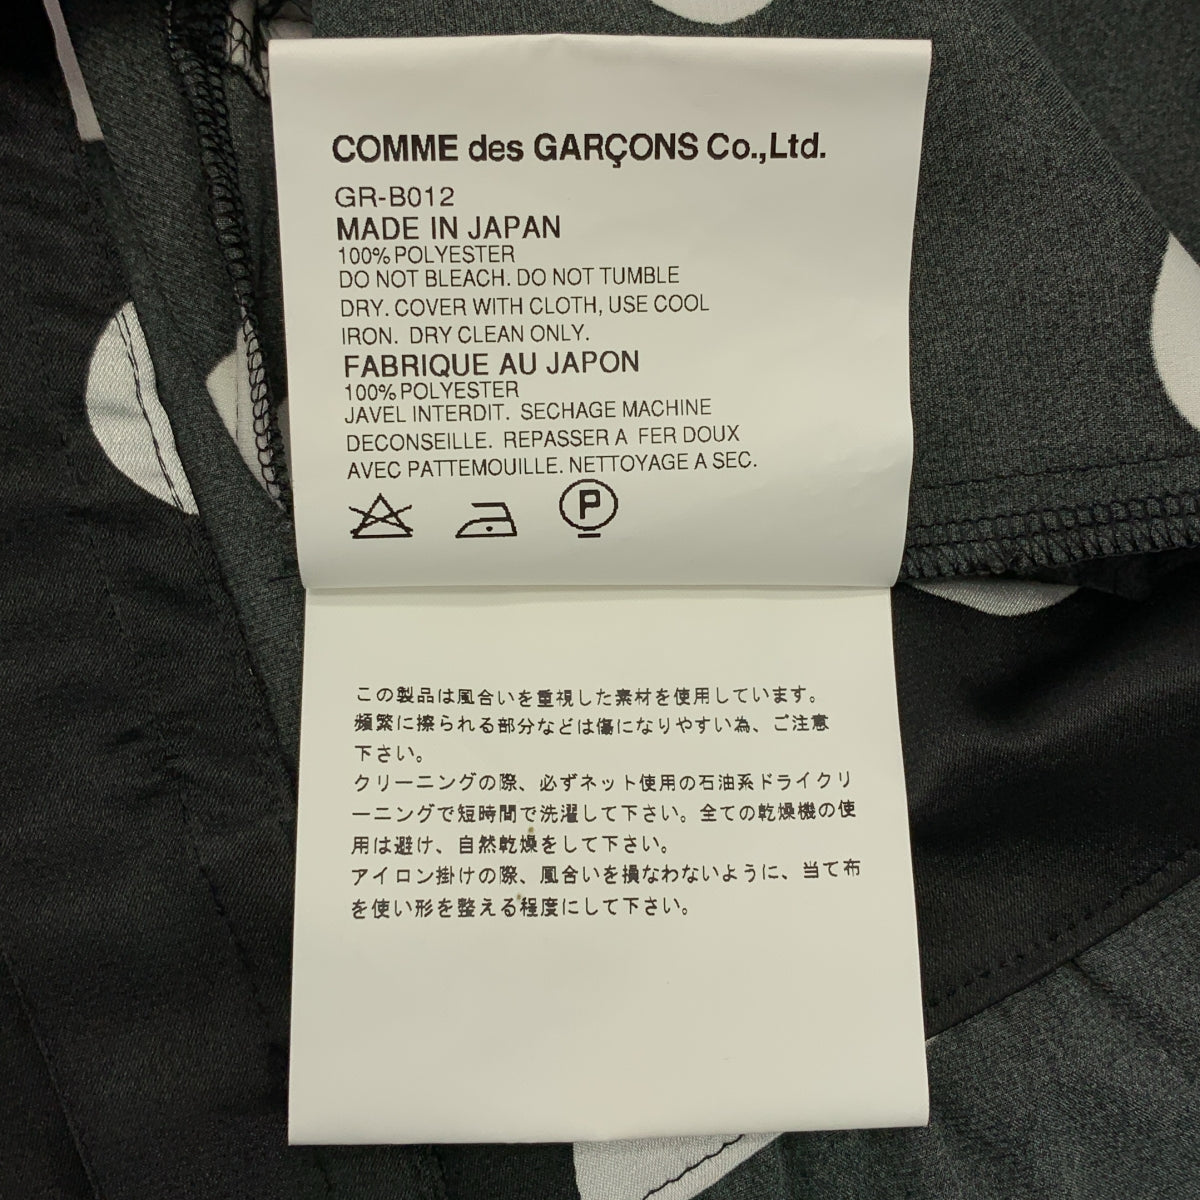 COMME des GARÇONS Co.,Ltd.
GR-B012
MADE IN JAPAN
100% POLYESTER
DO NOT BLEACH. DO NOT TUMBLE
DRY. COVER WITH CLOTH, USE COOL
IRON. DRY CLEAN ONLY.
FABRIQUE AU JAPON
100% POLYESTER
JAVEL INTERDIT. SECHAGE MACHINE
DECONSEILLE. REPASSER A FER DOUX
AVEC PATTEMOUILLE. NETTOYAGE A SEC.
P
この製品は風合いを重視した素材を使用しています。
頻繁に擦られる部分などは傷になりやすい為、ご注意
下さい。
クリーニングの際、必ずネット使用の石油系ドライクリ
ーニングで短時間で洗濯して下さい。全ての乾燥機の使
用は避け、自然乾燥をして下さい。
アイロン掛けの際、風合いを損なわないように、当て布
を使い形を整える程度にして下さい。